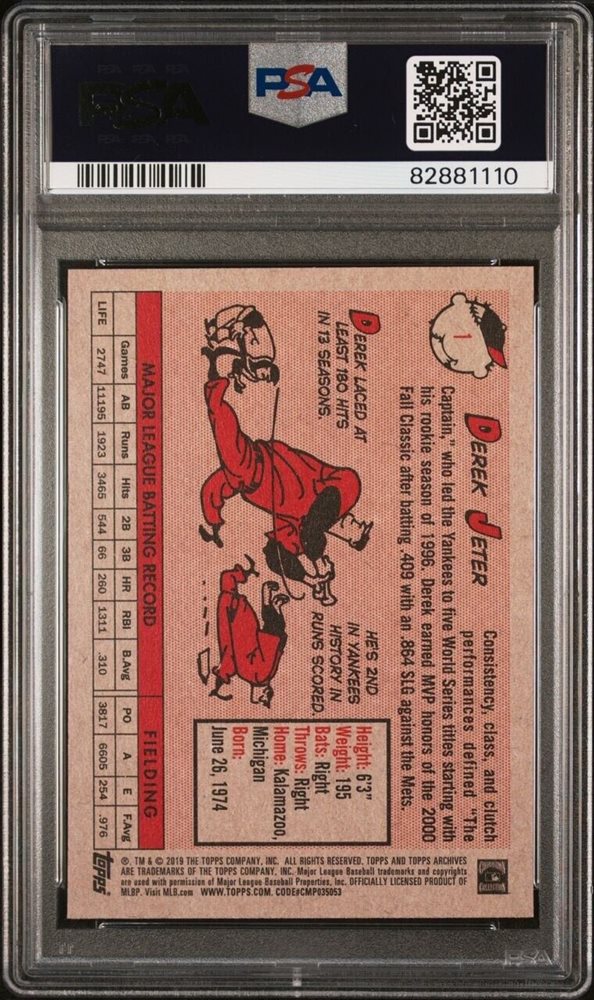 PSA
PSA
82881110
1
DEREK JETER
Consistency, class, and clutch
performances defined "The
Captain," who led the Yankees to five World Series titles starting with
his rookie season of 1996. Derek earned MVP honors of the 2000
Fall Classic after batting .409 with an .864 SLG against the Mets.
DEREK LACED AT
LEAST 180 HITS
IN 13 SEASONS.
HE'S 2ND
IN YANKEES
HISTORY IN
RUNS SCORED.
Height: 6'3"
Weight: 195
Bats: Right
Throws: Right
Home: Kalamazoo,
Michigan
Born:
June 26, 1974
MAJOR LEAGUE BATTING RECORD FIELDING
Games AB Runs Hits 2B 3B HR RBI B.Avg PO A E F.Avg
LIFE 2747 11195 1923 3465 544 66 260 1311 .310 3817 6605 254 .976
®, TM & © 2019 THE TOPPS COMPANY, INC. ALL RIGHTS RESERVED. TOPPS AND TOPPS ARCHIVES
ARE TRADEMARKS OF THE TOPPS COMPANY, INC. Major League Baseball trademarks and copyrights
are used with permission of Major League Baseball Properties, Inc. OFFICIALLY LICENSED PRODUCT OF
MLBP. Visit MLB.com WWW.TOPPS.COM. CODE#CMP035053
topps®
PSA